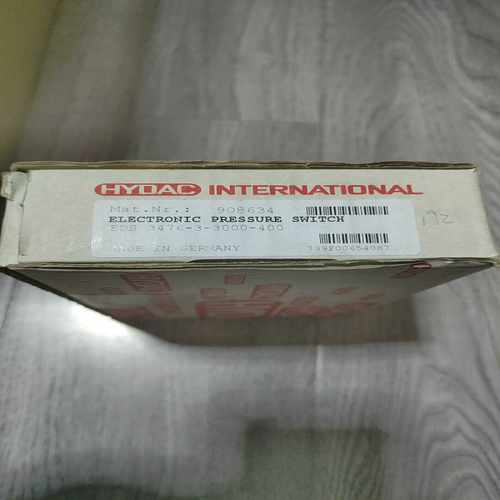 HYDAC INTERNATIONAL
Mat.Nr.: 908634
ELECTRONIC PRESSURE SWITCH
EDS 3476-3-3000-400
MADE IN GERMANY